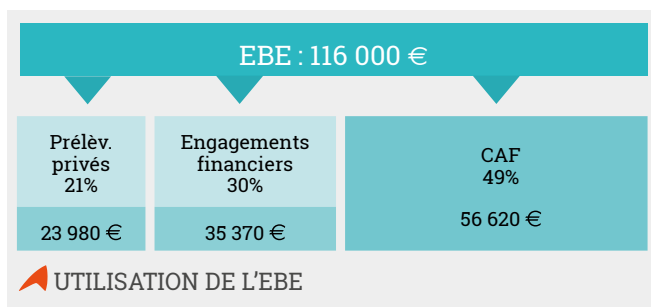 EBE : 116 000 €
Prélèv.
privés
21%
23 980 €
Engagements
financiers
30%
35 370 €
CAF
49%
56 620 €
UTILISATION DE L'EBE